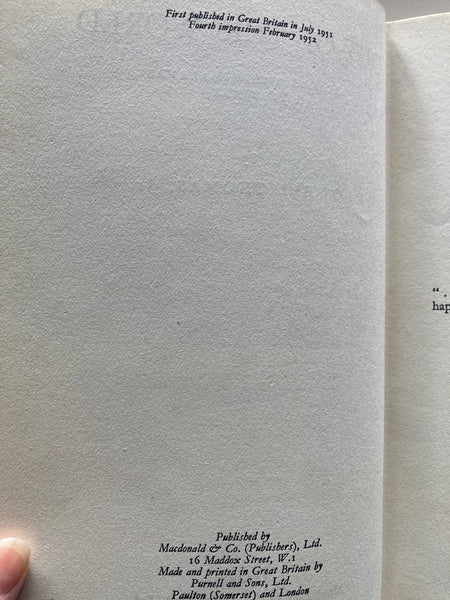 First published in Great Britain in July 1951
Fourth impression February 1952
“ .
hap
Published by
Macdonald & Co. (Publishers), Ltd.
16 Maddox Street, W.1
Made and printed in Great Britain by
Purnell and Sons, Ltd.
Paulton (Somerset) and London